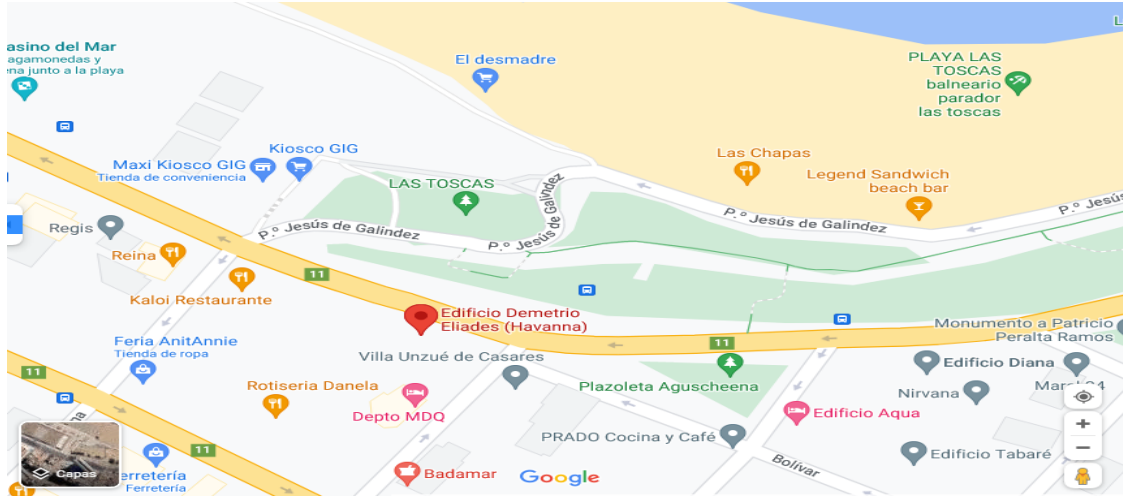 asino del Mar
agamonedas y
ena junto a la playa
El desmadre
PLAYA LAS
TOSCAS
balneario
parador
las toscas
L
Kiosco GIG
Maxi Kiosco GIG
Tienda de conveniencia
LAS TOSCAS
Las Chapas
Legend Sandwich
beach bar
P.º Jesús de Galindez
P.º Jesús de Galindez
P.º Jesús de Galindez
P.º Jesús
Regis
Reina
Kaloi Restaurante
11
Edificio Demetrio
Eliades (Havanna)
Feria AnitAnnie
Tienda de ropa
Villa Unzué de Casares
11
Monumento a Patricio
Peralta Ramos
11
Edificio Diana
Rotiseria Danela
Depto MDQ
Plazoleta Aguscheena
Nirvana
Edificio Aqua
na
11
PRADO Cocina y Café
Edificio Tabaré
Bolívar
Capas
erretería
Ferretería
Badamar
Google